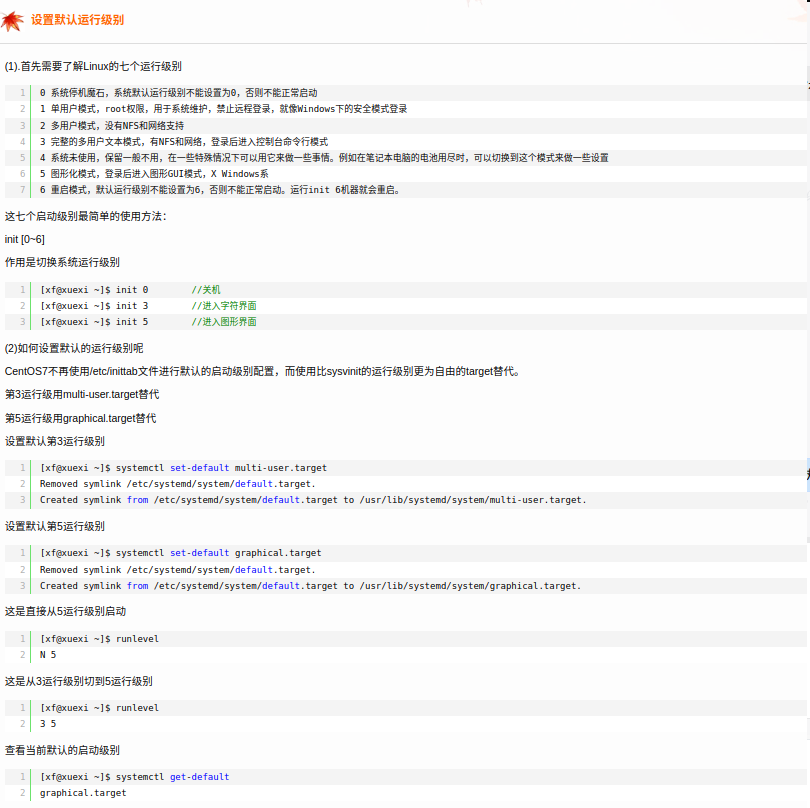 设置默认运行级别
(1).首先需要了解Linux的七个运行级别
1 0 系统停机魔石，系统默认运行级别不能设置为0，否则不能正常启动
2 1 单用户模式，root权限，用于系统维护，禁止远程登录，就像Windows下的安全模式登录
3 2 多用户模式，没有NFS和网络支持
4 3 完整的多用户文本模式，有NFS和网络，登录后进入控制台命令行模式
5 4 系统未使用，保留一般不用，在一些特殊情况下可以用它来做一些事情。例如在笔记本电脑的电池用尽时，可以切换到这个模式来做一些设置
6 5 图形化模式，登录后进入图形GUI模式，X Windows系
7 6 重启模式，默认运行级别不能设置为6，否则不能正常启动。运行init 6机器就会重启。
这七个启动级别最简单的使用方法：
init [0~6]
作用是切换系统运行级别
1 [xf@xuexi ~]$ init 0 //关机
2 [xf@xuexi ~]$ init 3 //进入字符界面
3 [xf@xuexi ~]$ init 5 //进入图形界面
(2)如何设置默认的运行级别呢
CentOS7不再使用/etc/inittab文件进行默认的启动级别配置，而使用比sysvinit的运行级别更为自由的target替代。
第3运行级用multi-user.target替代
第5运行级用graphical.target替代
设置默认第3运行级别
1 [xf@xuexi ~]$ systemctl set-default multi-user.target
2 Removed symlink /etc/systemd/system/default.target.
3 Created symlink from /etc/systemd/system/default.target to /usr/lib/systemd/system/multi-user.target.
设置默认第5运行级别
1 [xf@xuexi ~]$ systemctl set-default graphical.target
2 Removed symlink /etc/systemd/system/default.target.
3 Created symlink from /etc/systemd/system/default.target to /usr/lib/systemd/system/graphical.target.
这是直接从5运行级别启动
1 [xf@xuexi ~]$ runlevel
2 N 5
这是从3运行级别切到5运行级别
1 [xf@xuexi ~]$ runlevel
2 3 5
查看当前默认的启动级别
1 [xf@xuexi ~]$ systemctl get-default
2 graphical.target